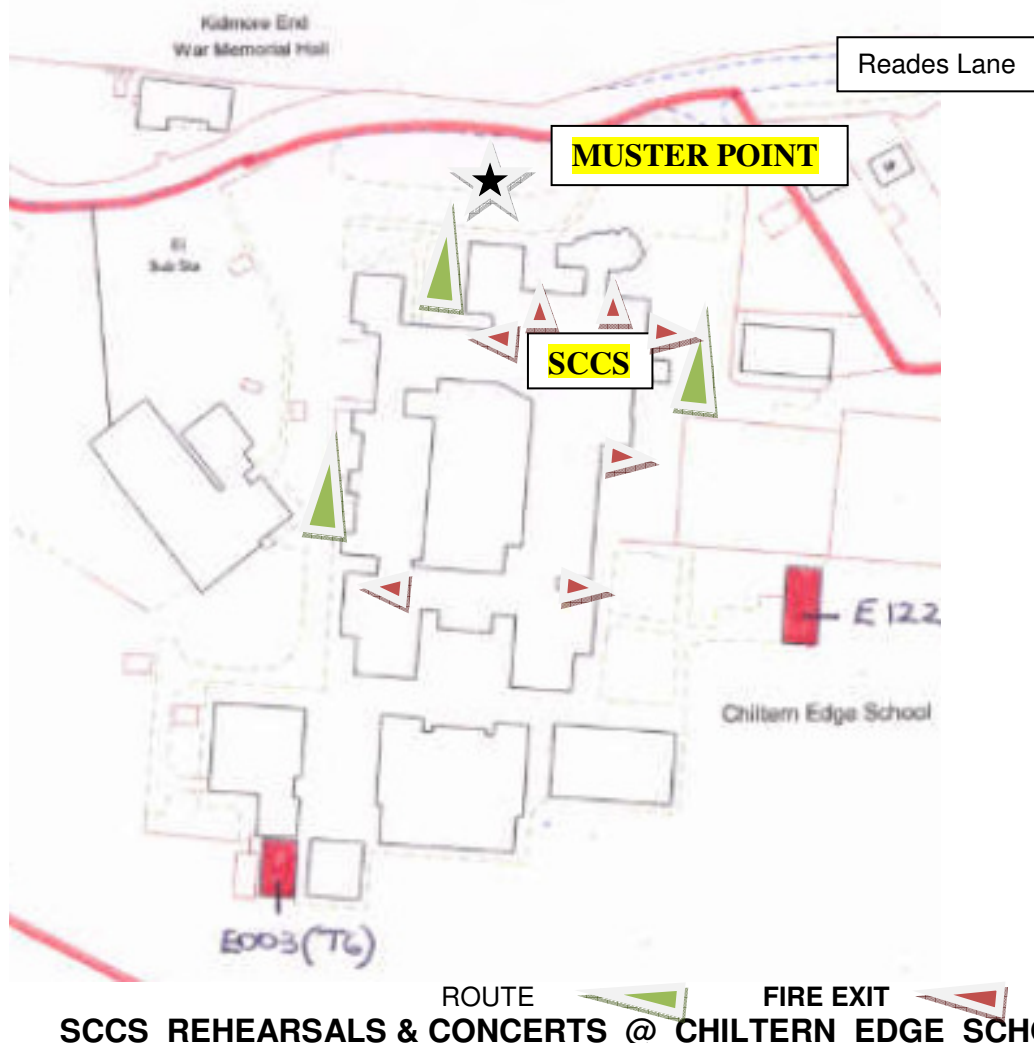 Kidmore End
War Memorial Hall
Reades Lane
MUSTER POINT
El
Sub Sta
SCCS
E122
Chiltern Edge School
E003 (T6)
ROUTE
FIRE EXIT
SCCS REHEARSALS & CONCERTS @ CHILTERN EDGE SCHO